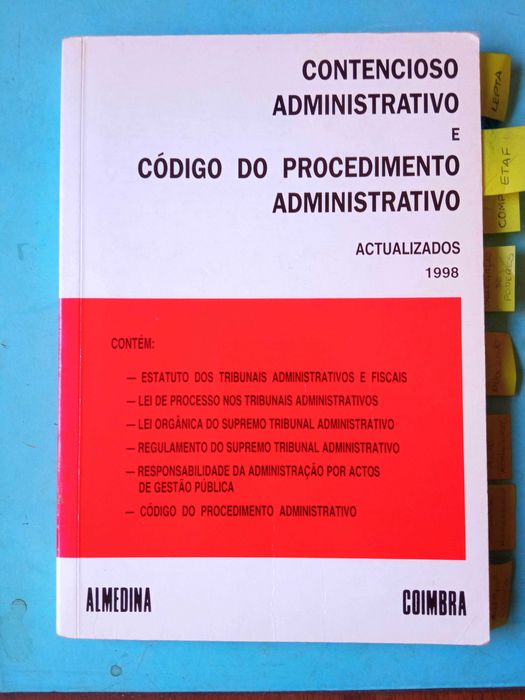 CONTENCIOSO
ADMINISTRATIVO
E
CÓDIGO DO PROCEDIMENTO
ADMINISTRATIVO
ACTUALIZADOS
1998
CONTÉM:
— ESTATUTO DOS TRIBUNAIS ADMINISTRATIVOS E FISCAIS
— LEI DE PROCESSO NOS TRIBUNAIS ADMINISTRATIVOS
— LEI ORGÂNICA DO SUPREMO TRIBUNAL ADMINISTRATIVO
— REGULAMENTO DO SUPREMO TRIBUNAL ADMINISTRATIVO
— RESPONSABILIDADE DA ADMINISTRAÇÃO POR ACTOS
DE GESTÃO PÚBLICA
— CÓDIGO DO PROCEDIMENTO ADMINISTRATIVO
ALMEDINA
COIMBRA
LEPTA
ETAF
COMP
DE
PODERES